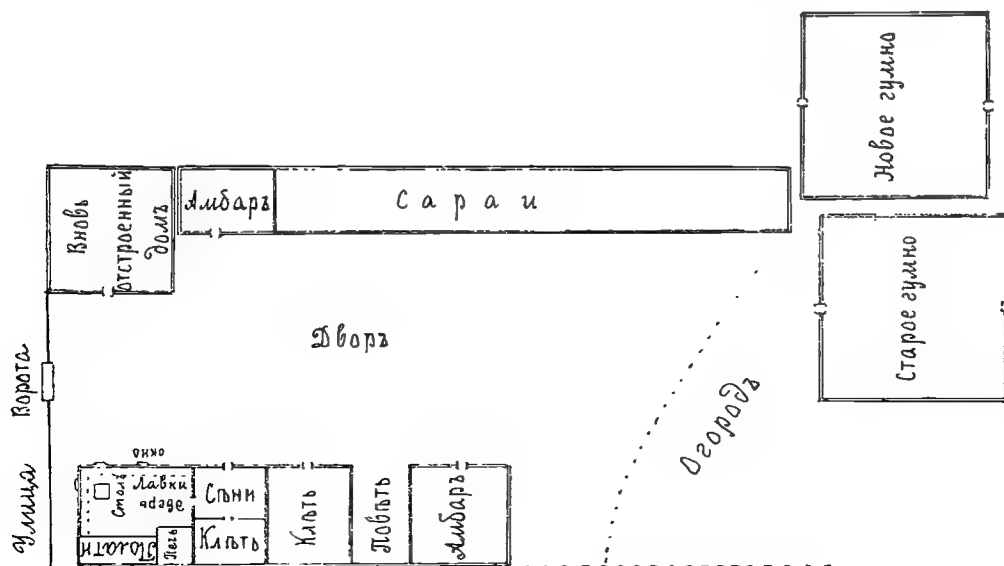 Новое гумно
Вновь
отстроенный
домъ
Амбаръ
Сараи
Старое гумно
Дворъ
Ворота
Огородъ
Улица
окно
Столъ
Лавки
дверь
Полати
Печь
Сѣни
Клѣть
Клѣть
Повѣть
Амбаръ